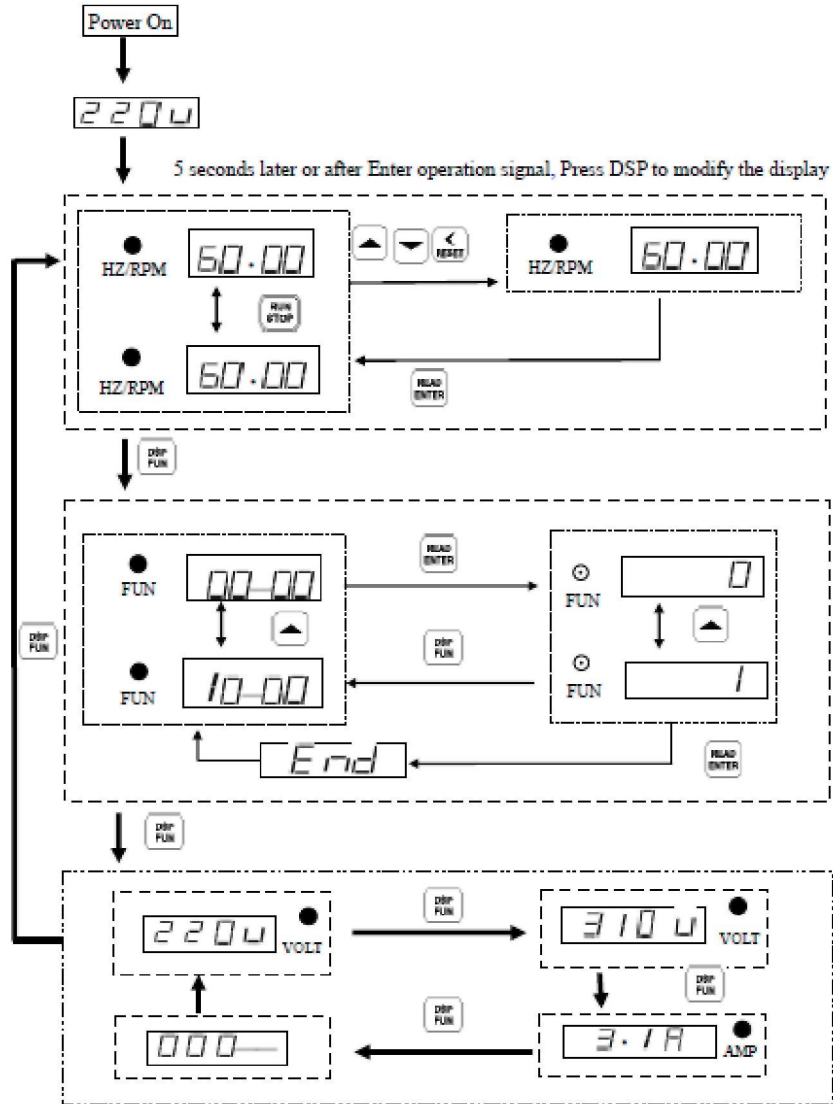 Power On
220u
5 seconds later or after Enter operation signal, Press DSP to modify the display
HZ/RPM
60.00
RESET
HZ/RPM
60.00
RUN
STOP
HZ/RPM
60.00
READ
ENTER
DSP
FUN
FUN
00-00
READ
ENTER
FUN
0
DSP
FUN
DSP
FUN
FUN
10-00
FUN
1
End
READ
ENTER
DSP
FUN
220u
VOLT
DSP
FUN
310u
VOLT
DSP
FUN
DSP
FUN
000--
3.1A
AMP